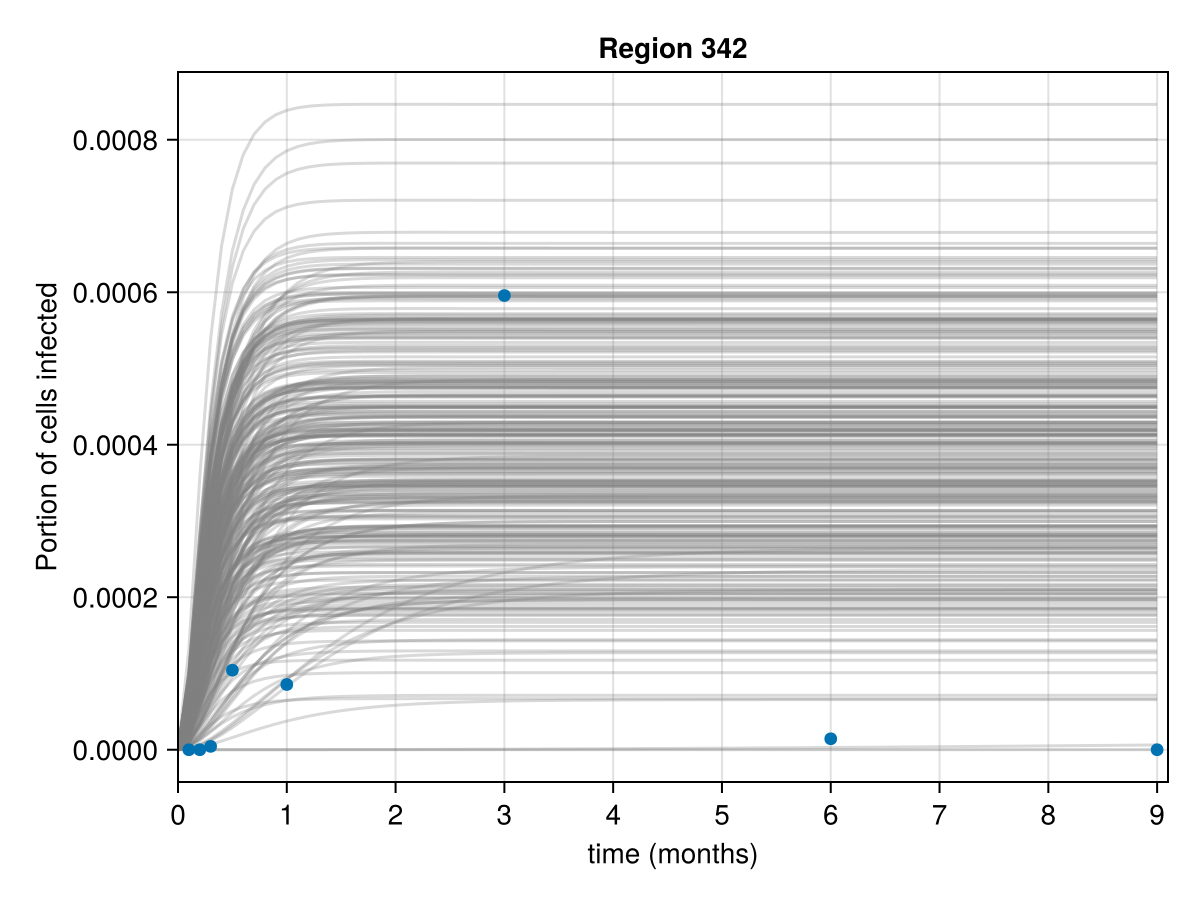 Region 342
Portion of cells infected
0.0008
0.0006
0.0004
0.0002
0.0000
0 1 2 3 4 5 6 7 8 9
time (months)